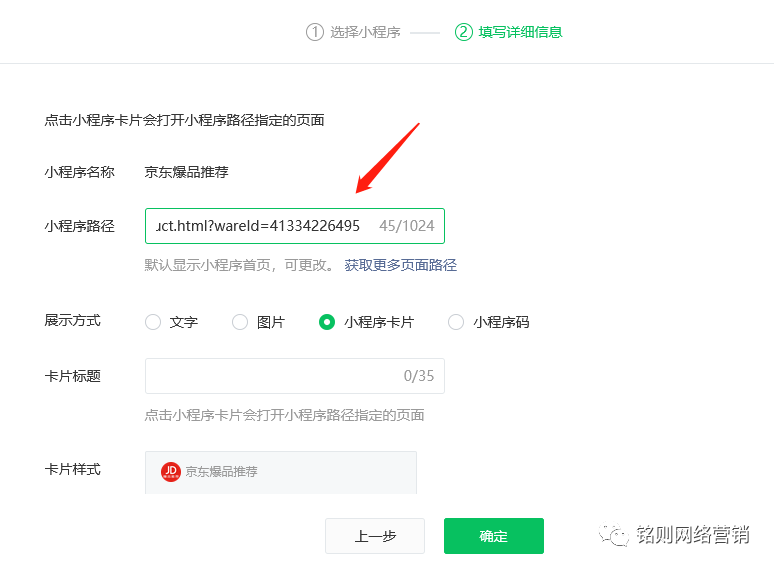 1 选择小程序 2 填写详细信息
点击小程序卡片会打开小程序路径指定的页面
小程序名称 京东爆品推荐
小程序路径 uct.html?wareId=41334226495 45/1024
默认显示小程序首页，可更改。 获取更多页面路径
展示方式 文字 图片 小程序卡片 小程序码
卡片标题 0/35
点击小程序卡片会打开小程序路径指定的页面
卡片样式 JD 京东爆品推荐
上一步 确定 铭则网络营销